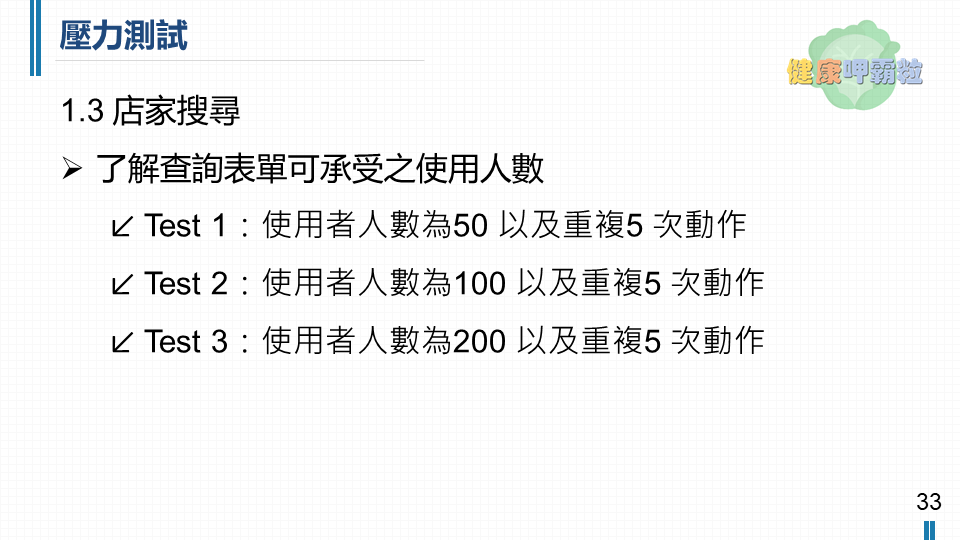 壓力測試
健康呷霸粒
1.3 店家搜尋
➢ 了解查詢表單可承受之使用人數
↙ Test 1：使用者人數為50 以及重複5 次動作
↙ Test 2：使用者人數為100 以及重複5 次動作
↙ Test 3：使用者人數為200 以及重複5 次動作
33